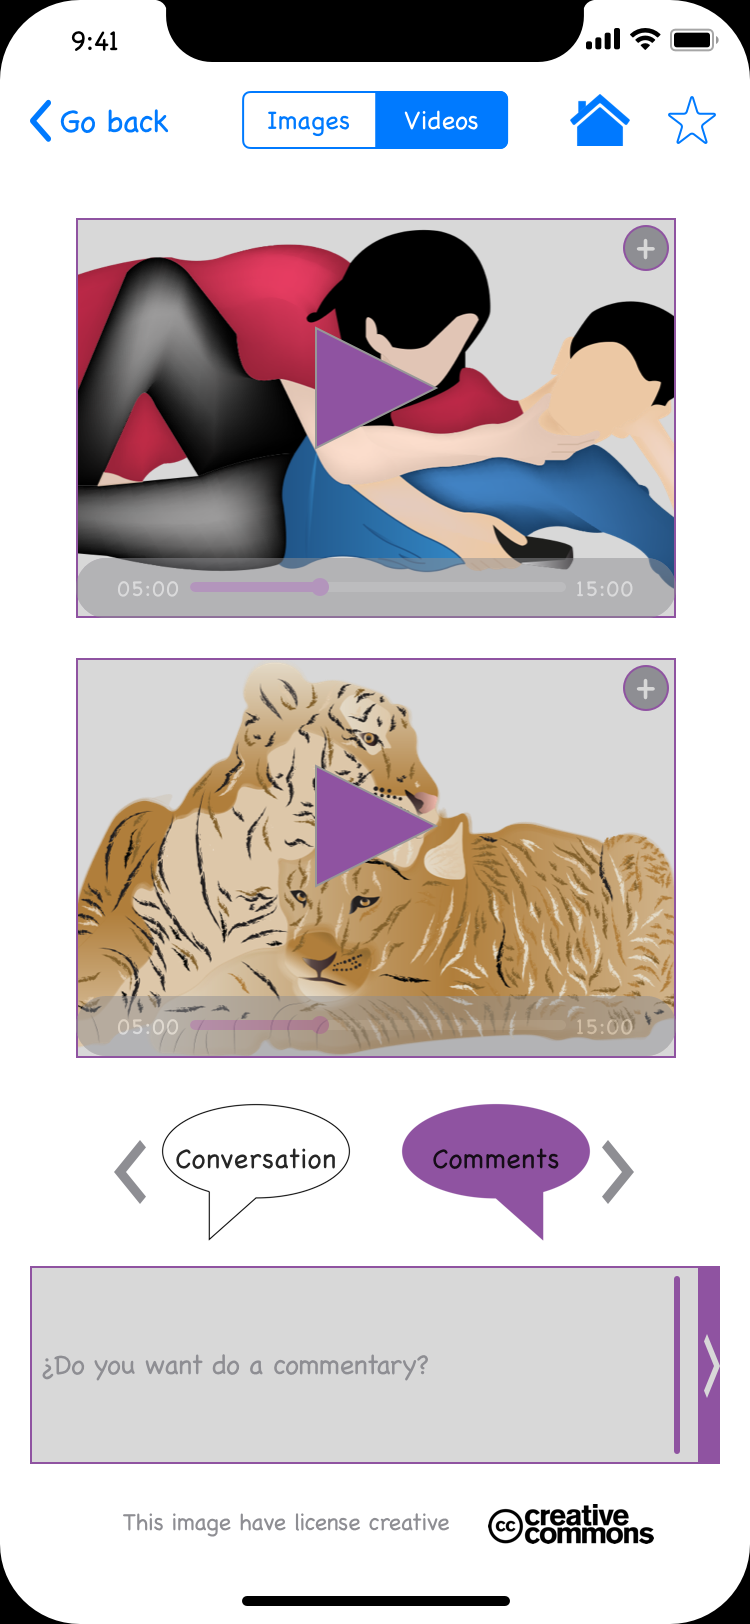 9:41
Go back
Images
Videos
+
05:00
15:00
+
05:00
15:00
Conversation
Comments
¿Do you want do a commentary?
This image have license creative
cc creative
commons